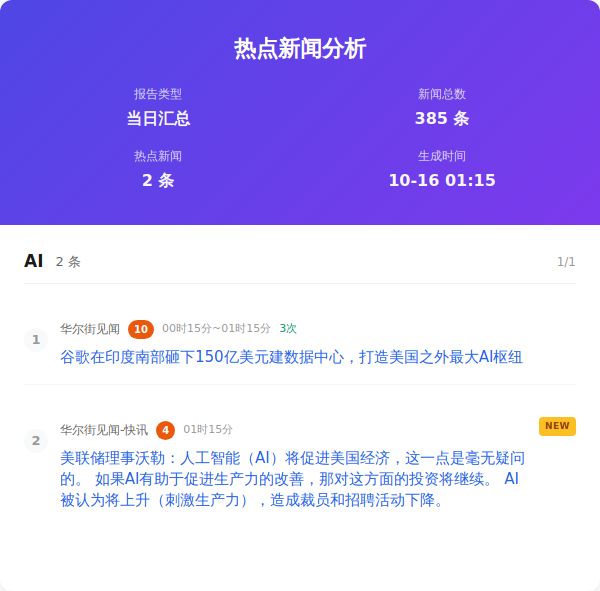 热点新闻分析
报告类型
新闻总数
当日汇总
385 条
热点新闻
生成时间
2 条
10-16 01:15
AI 2 条 1/1
1
华尔街见闻 10 00时15分~01时15分 3次
谷歌在印度南部砸下150亿美元建数据中心，打造美国之外最大AI枢纽
2
华尔街见闻-快讯 4 01时15分
NEW
美联储理事沃勒：人工智能（AI）将促进美国经济，这一点是毫无疑问
的。 如果AI有助于促进生产力的改善，那对这方面的投资将继续。 AI
被认为将上升（刺激生产力），造成裁员和招聘活动下降。